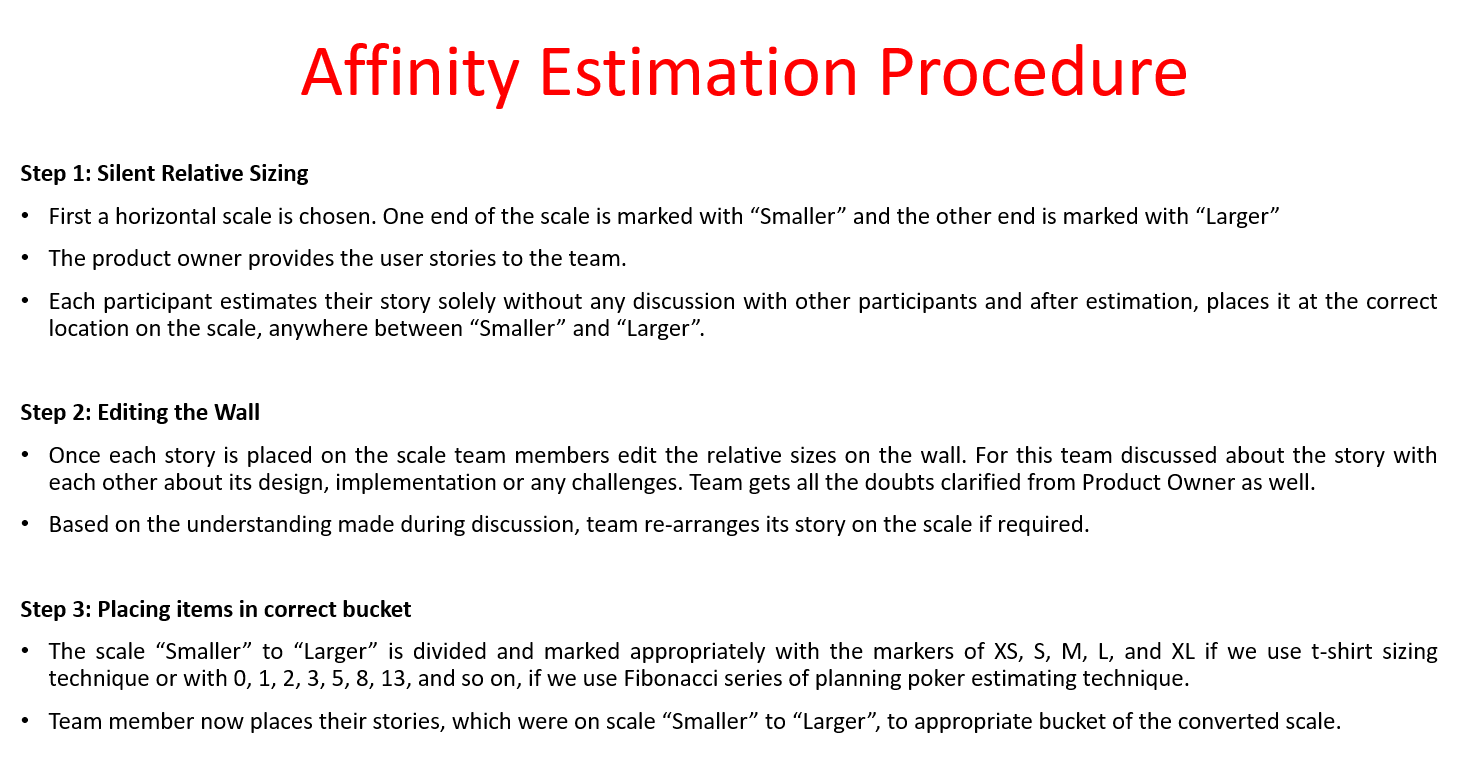 Affinity Estimation Procedure
Step 1: Silent Relative Sizing
• First a horizontal scale is chosen. One end of the scale is marked with “Smaller” and the other end is marked with “Larger”
• The product owner provides the user stories to the team.
• Each participant estimates their story solely without any discussion with other participants and after estimation, places it at the correct
location on the scale, anywhere between “Smaller” and “Larger”.
Step 2: Editing the Wall
• Once each story is placed on the scale team members edit the relative sizes on the wall. For this team discussed about the story with
each other about its design, implementation or any challenges. Team gets all the doubts clarified from Product Owner as well.
• Based on the understanding made during discussion, team re-arranges its story on the scale if required.
Step 3: Placing items in correct bucket
• The scale “Smaller” to “Larger” is divided and marked appropriately with the markers of XS, S, M, L, and XL if we use t-shirt sizing
technique or with 0, 1, 2, 3, 5, 8, 13, and so on, if we use Fibonacci series of planning poker estimating technique.
• Team member now places their stories, which were on scale “Smaller” to “Larger”, to appropriate bucket of the converted scale.